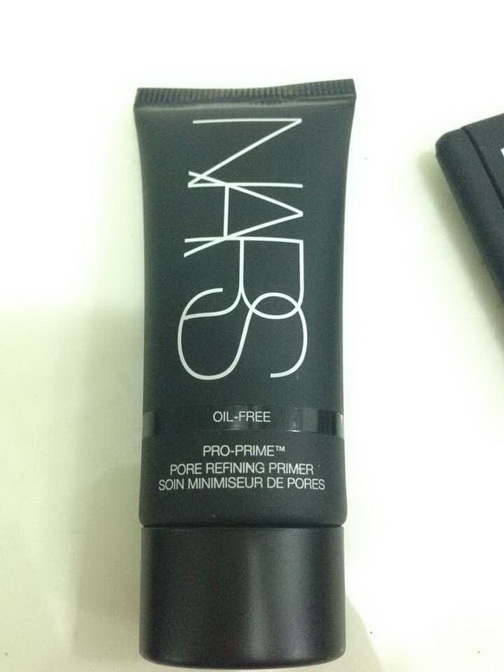 NARS
OIL-FREE
PRO-PRIME™
PORE REFINING PRIMER
SOIN MINIMISEUR DE PORES